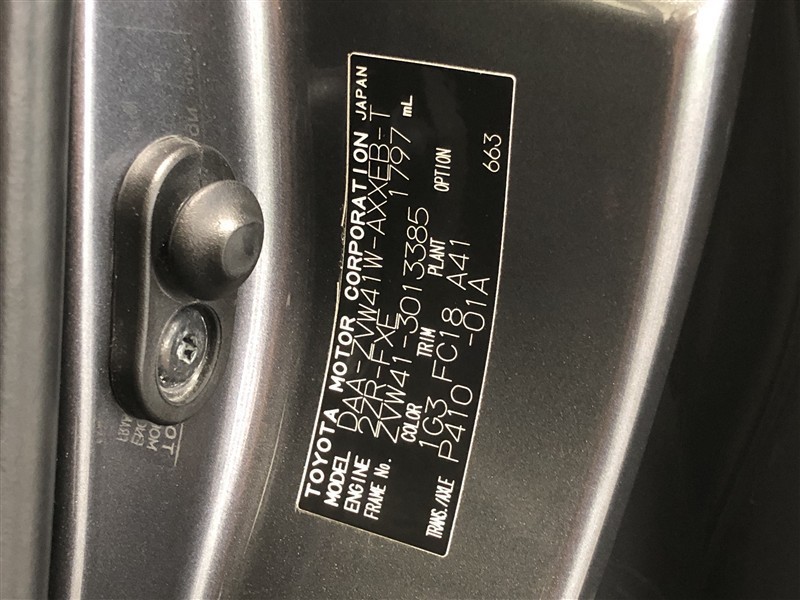 TOYOTA MOTOR CORPORATION JAPAN
MODEL DAA-ZVW41W-AXXEB-T
ENGINE 2ZR-FXE 1797 mL
FRAME No. ZVW41-3013385
COLOR TRIM PLANT OPTION
1G3 FC18 A41
TRANS./AXLE P410 -01A 663